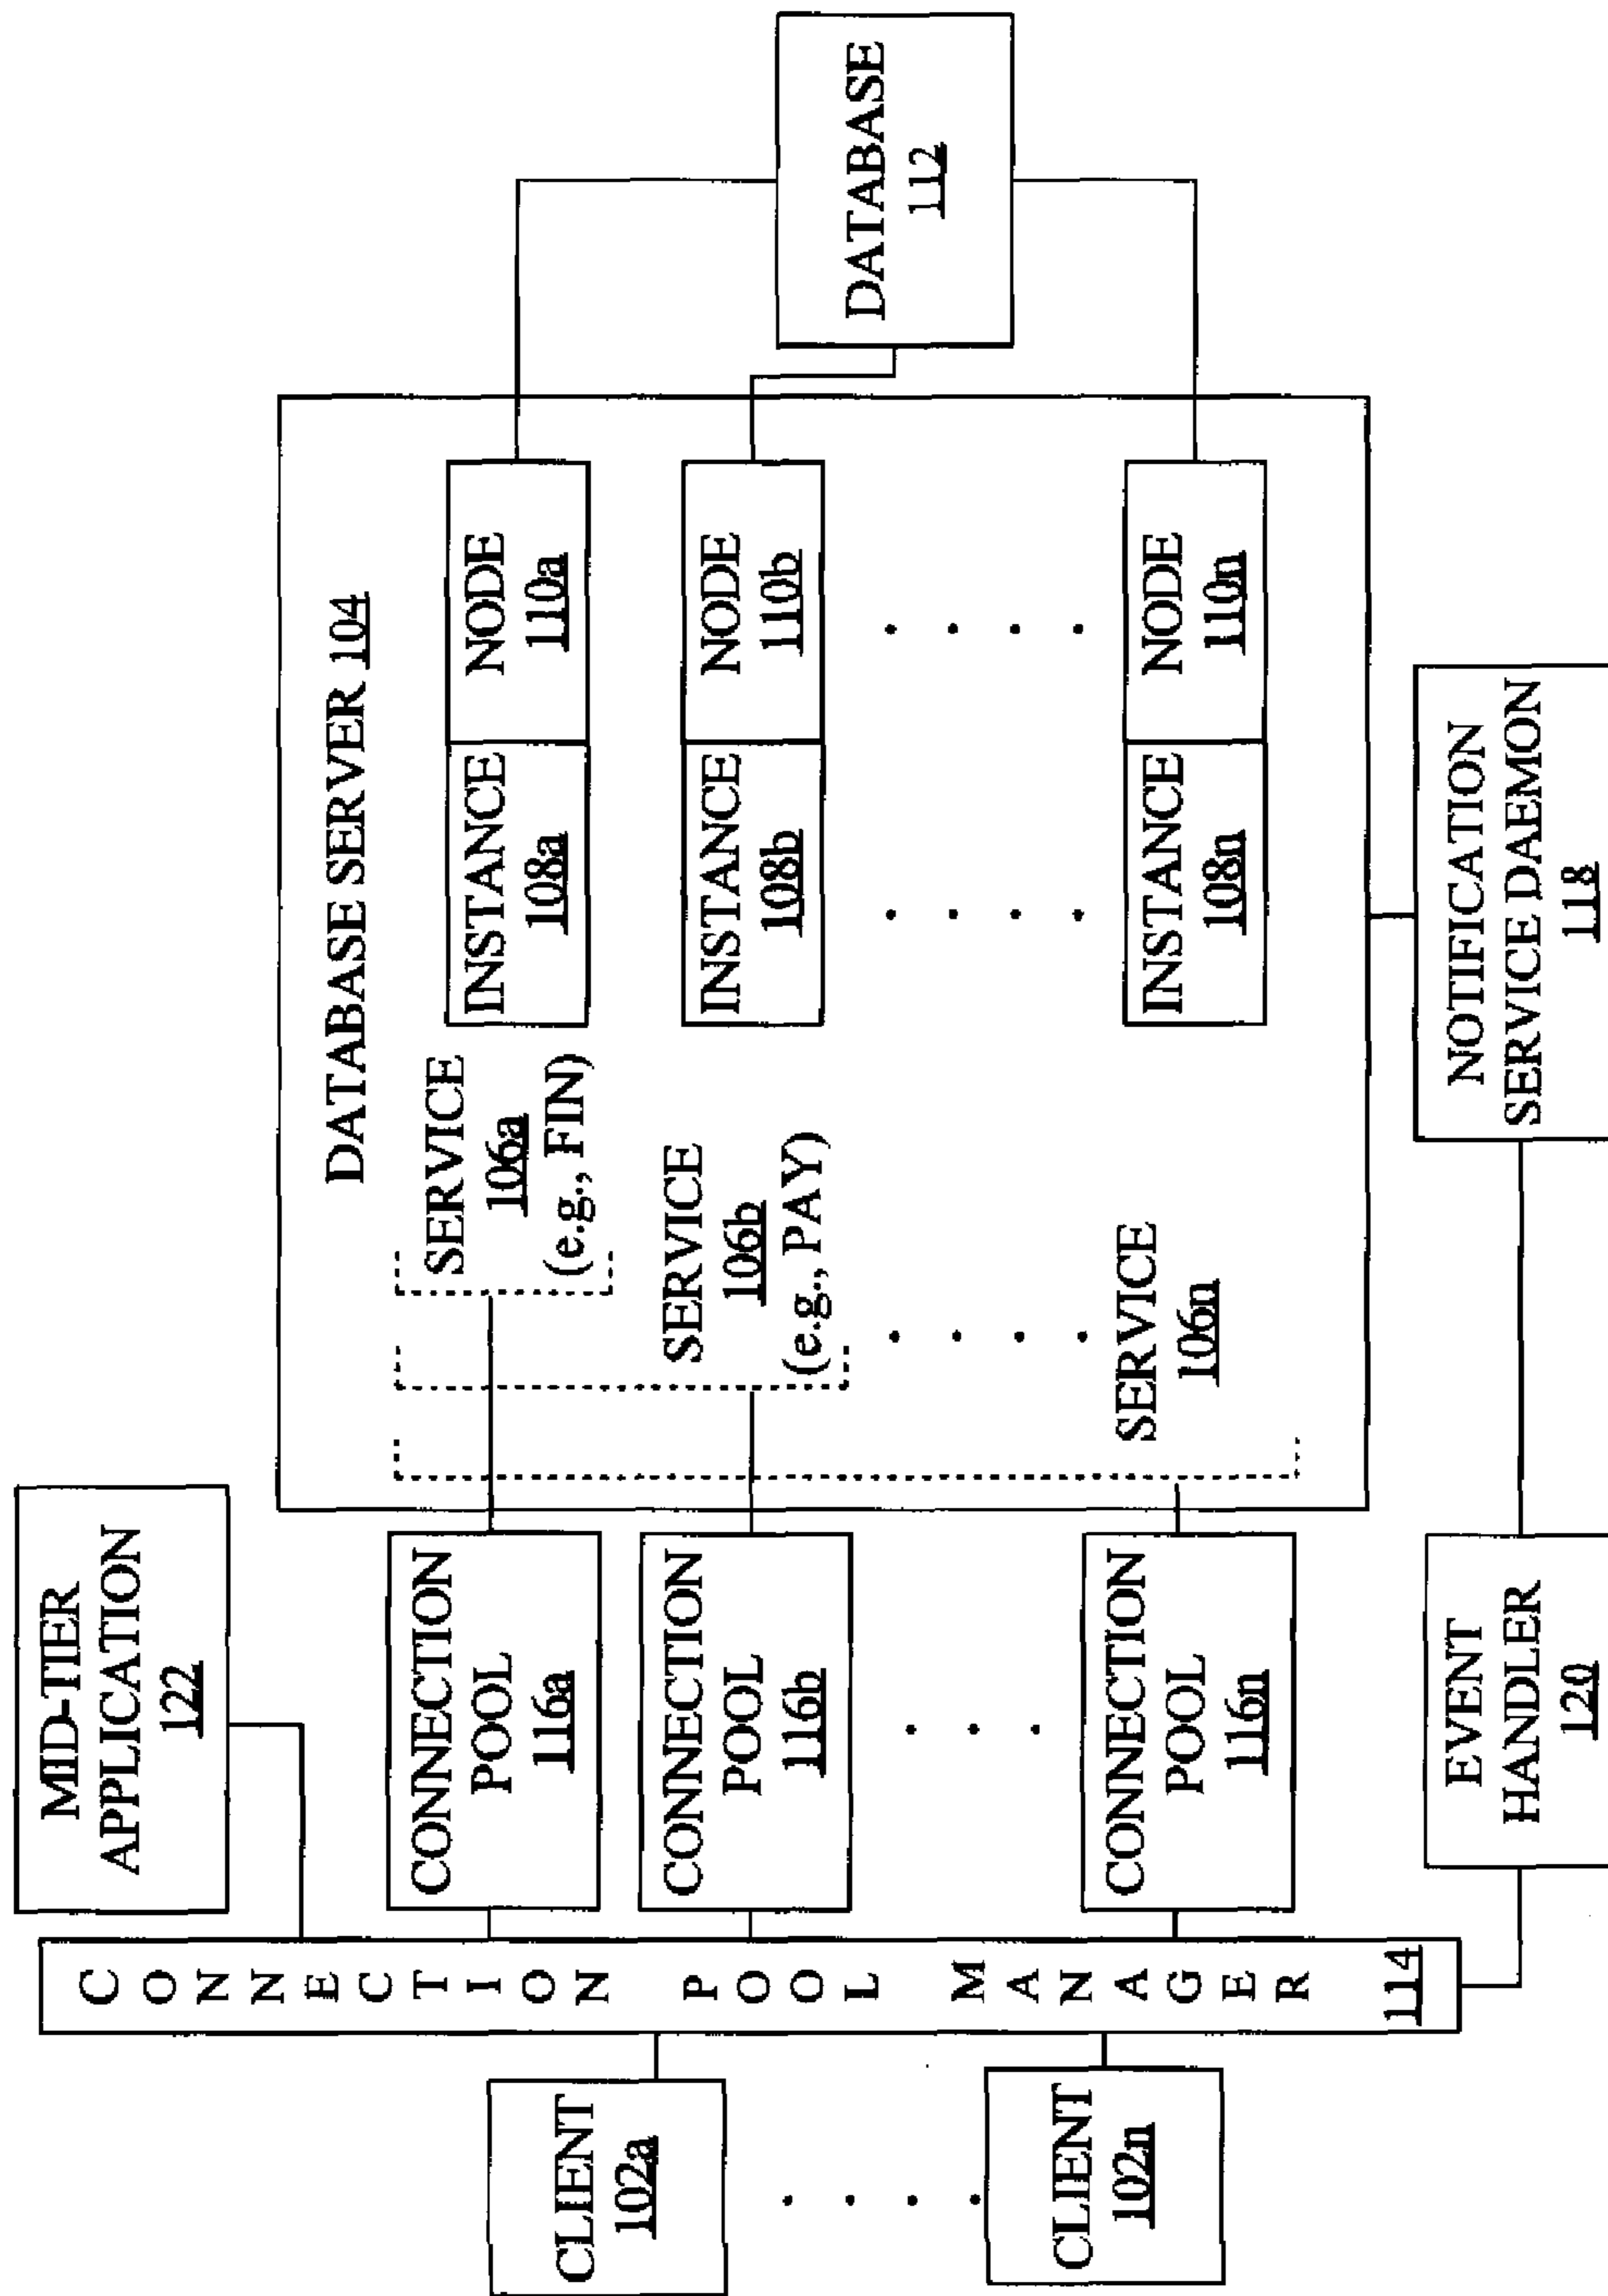 MID-TIER
APPLICATION
122
DATABASE SERVER 104
CONNECTION POOL MANAGER
114
CLIENT
102a
. . . .
CLIENT
102n
CONNECTION
POOL
116a
CONNECTION
POOL
116b
. . .
CONNECTION
POOL
116n
SERVICE
106a
(e.g., FIN)
SERVICE
106b
(e.g., PAY)
. . . .
SERVICE
106n
INSTANCE
108a
NODE
110a
INSTANCE
108b
NODE
110b
. . . .
. . . .
INSTANCE
108n
NODE
110n
DATABASE
112
EVENT
HANDLER
120
NOTIFICATION
SERVICE DAEMON
118